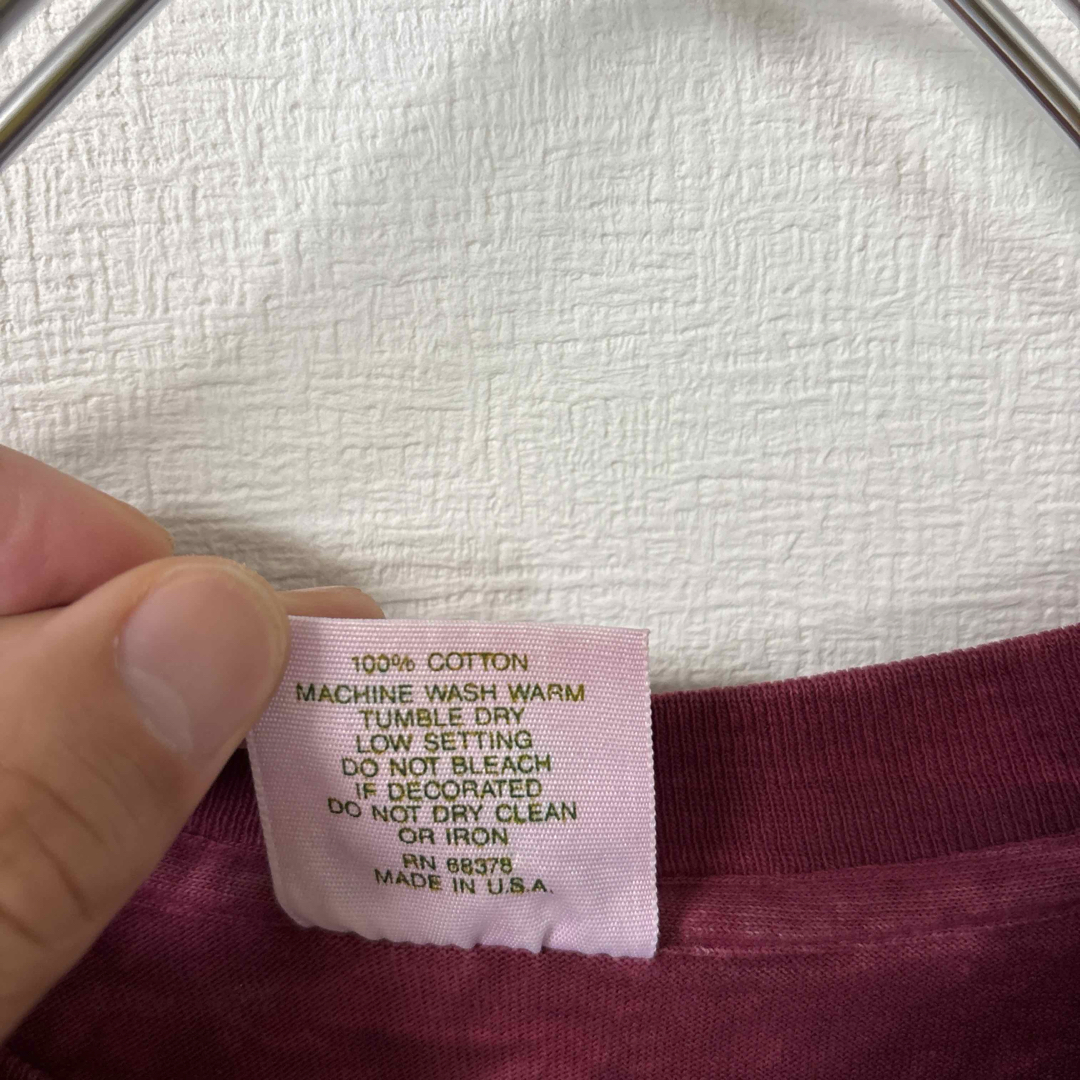 100% COTTON
MACHINE WASH WARM
TUMBLE DRY
LOW SETTING
DO NOT BLEACH
IF DECORATED
DO NOT DRY CLEAN
OR IRON
RN 68378
MADE IN U.S.A.